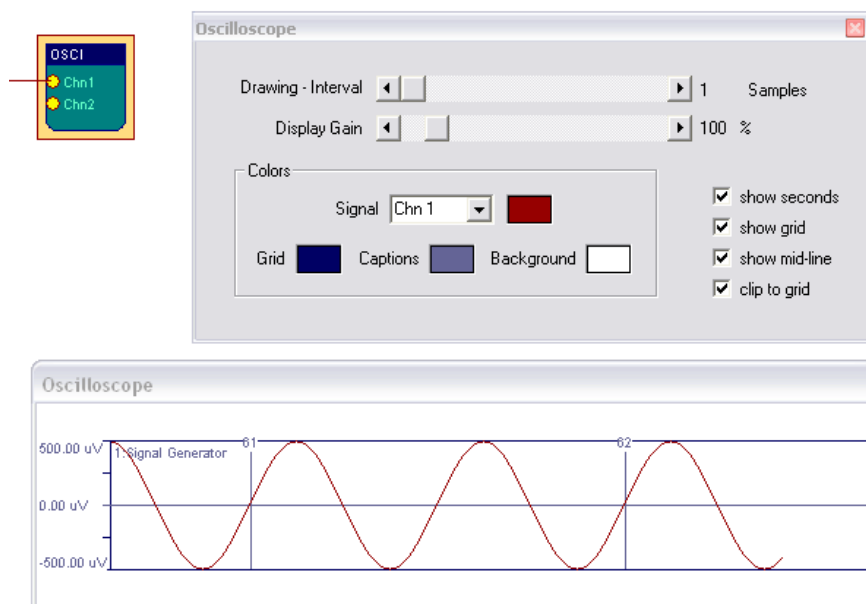 OSCI
Chn1
Chn2
Oscilloscope
Drawing - Interval 1 Samples
Display Gain 100 %
Colors
Signal Chn 1
Grid Captions Background
show seconds
show grid
show mid-line
clip to grid
Oscilloscope
61 62
500.00 uV 1:Signal Generator
0.00 uV
-500.00 uV